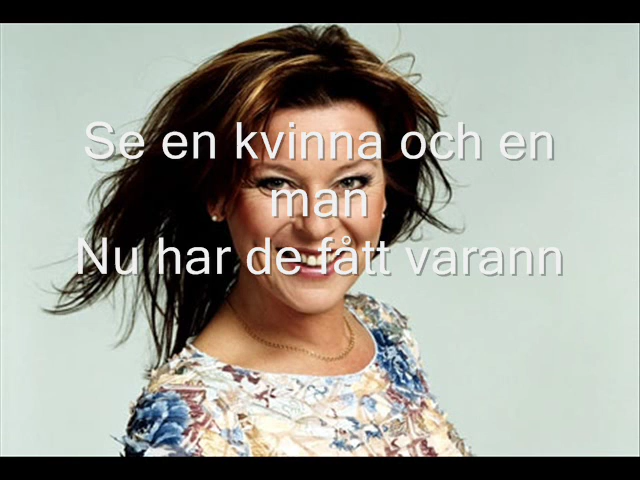 Se en kvinna och en
man
Nu har de fått varann